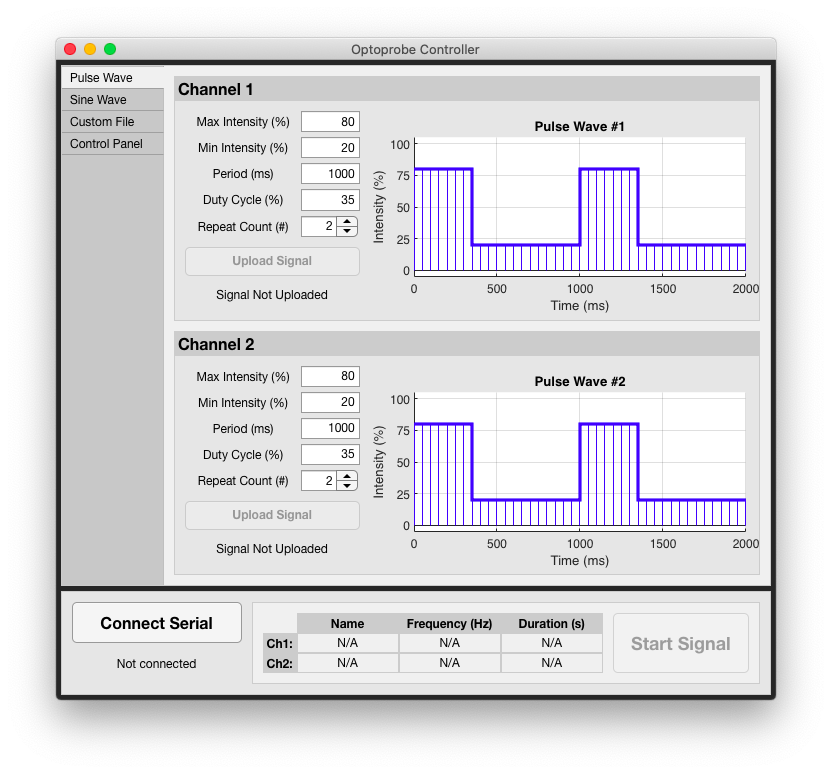 Optoprobe Controller
Pulse Wave
Sine Wave
Custom File
Control Panel
Channel 1
Max Intensity (%) 80
Min Intensity (%) 20
Period (ms) 1000
Duty Cycle (%) 35
Repeat Count (#) 2
Upload Signal
Signal Not Uploaded
Pulse Wave #1
Intensity (%)
100
75
50
25
0
0 500 1000 1500 2000
Time (ms)
Channel 2
Max Intensity (%) 80
Min Intensity (%) 20
Period (ms) 1000
Duty Cycle (%) 35
Repeat Count (#) 2
Upload Signal
Signal Not Uploaded
Pulse Wave #2
Intensity (%)
100
75
50
25
0
0 500 1000 1500 2000
Time (ms)
Connect Serial
Not connected
Name Frequency (Hz) Duration (s)
Ch1: N/A N/A N/A
Ch2: N/A N/A N/A
Start Signal